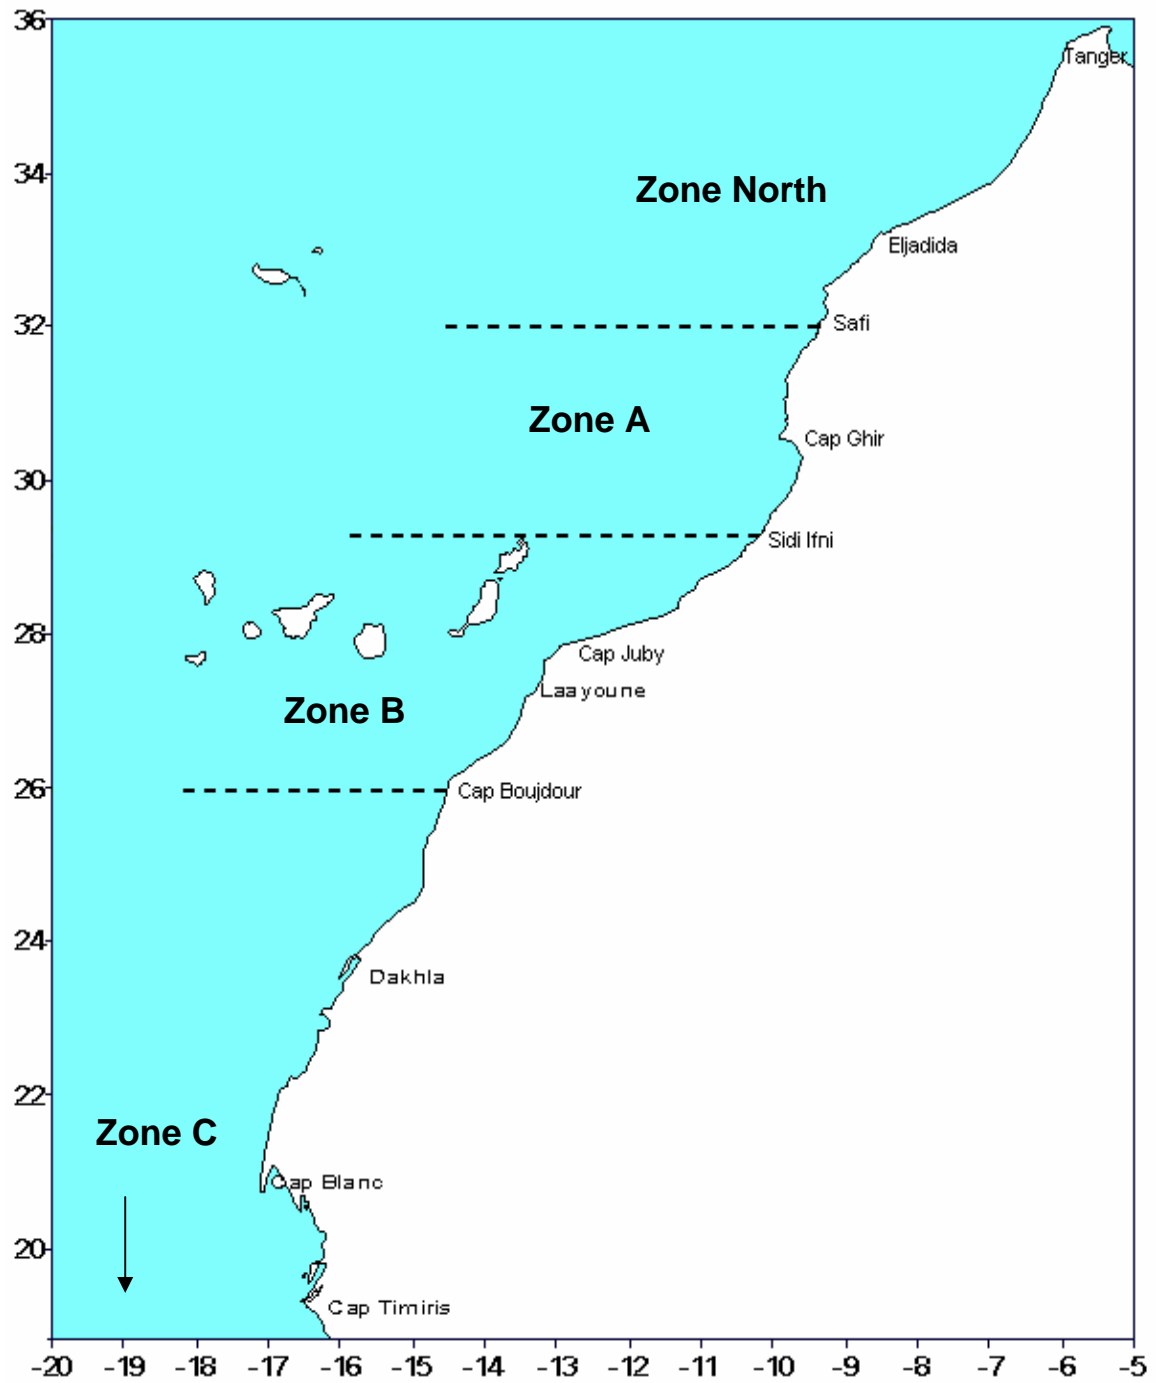 36
Tanger
34
Zone North
Eljadida
32
Safi
Zone A
Cap Ghir
30
Sidi Ifni
28
Cap Juby
Laayoune
Zone B
26
Cap Boujdour
24
Dakhla
22
Zone C
Cap Blanc
20
Cap Timiris
-20 -19 -18 -17 -16 -15 -14 -13 -12 -11 -10 -9 -8 -7 -6 -5